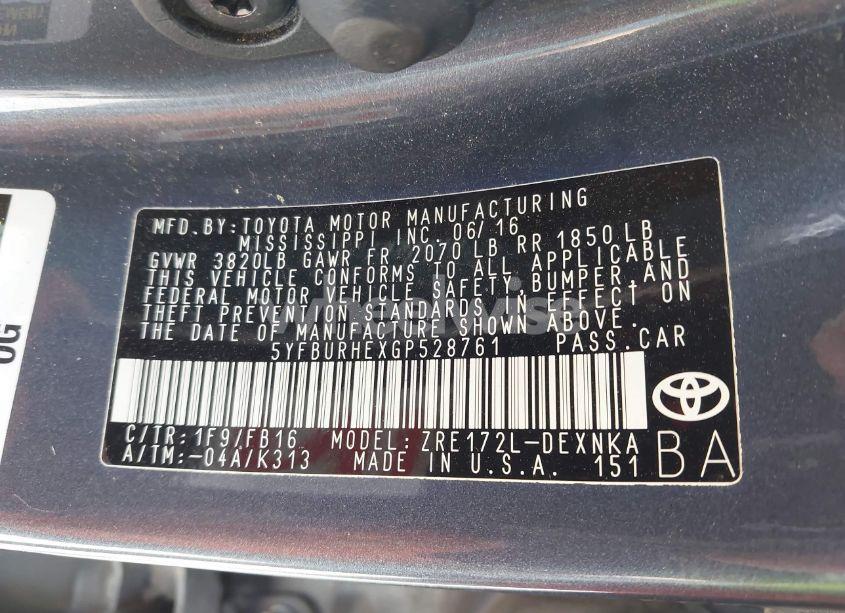 MFD.BY:TOYOTA MOTOR MANUFACTURING
MISSISSIPPI INC. 06/16
GVWR 3820LB GAWR FR 2070 LB RR 1850 LB
THIS VEHICLE CONFORMS TO ALL APPLICABLE
FEDERAL MOTOR VEHICLE SAFETY,BUMPER,AND
THEFT PREVENTION STANDARDS IN EFFECT ON
THE DATE OF MANUFACTURE SHOWN ABOVE.
5YFBURHEXGP528761 PASS.CAR
C/TR:1F9/FB16 MODEL: ZRE172L-DEXNKA
A/TM:-04A/K313 MADE IN U.S.A. 151
BA
wheelwiss